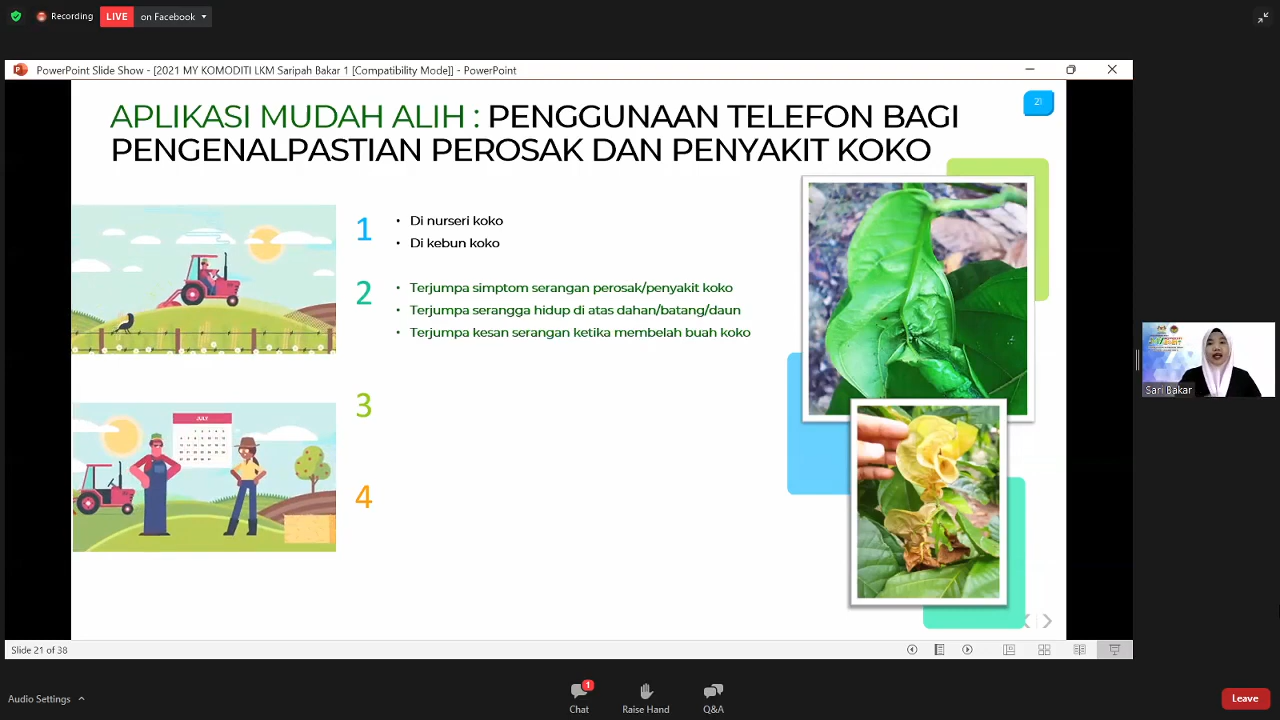 Recording
LIVE
on Facebook
PowerPoint Slide Show - [2021 MY KOMODITI LKM Saripah Bakar 1 [Compatibility Mode]] - PowerPoint
21
APLIKASI MUDAH ALIH : PENGGUNAAN TELEFON BAGI
PENGENALPASTIAN PEROSAK DAN PENYAKIT KOKO
1
• Di nurseri koko
• Di kebun koko
2
• Terjumpa simptom serangan perosak/penyakit koko
• Terjumpa serangga hidup di atas dahan/batang/daun
• Terjumpa kesan serangan ketika membelah buah koko
3
JULY
4
Sari Bakar
Slide 21 of 38
Audio Settings
1
Chat
Raise Hand
Q&A
Leave